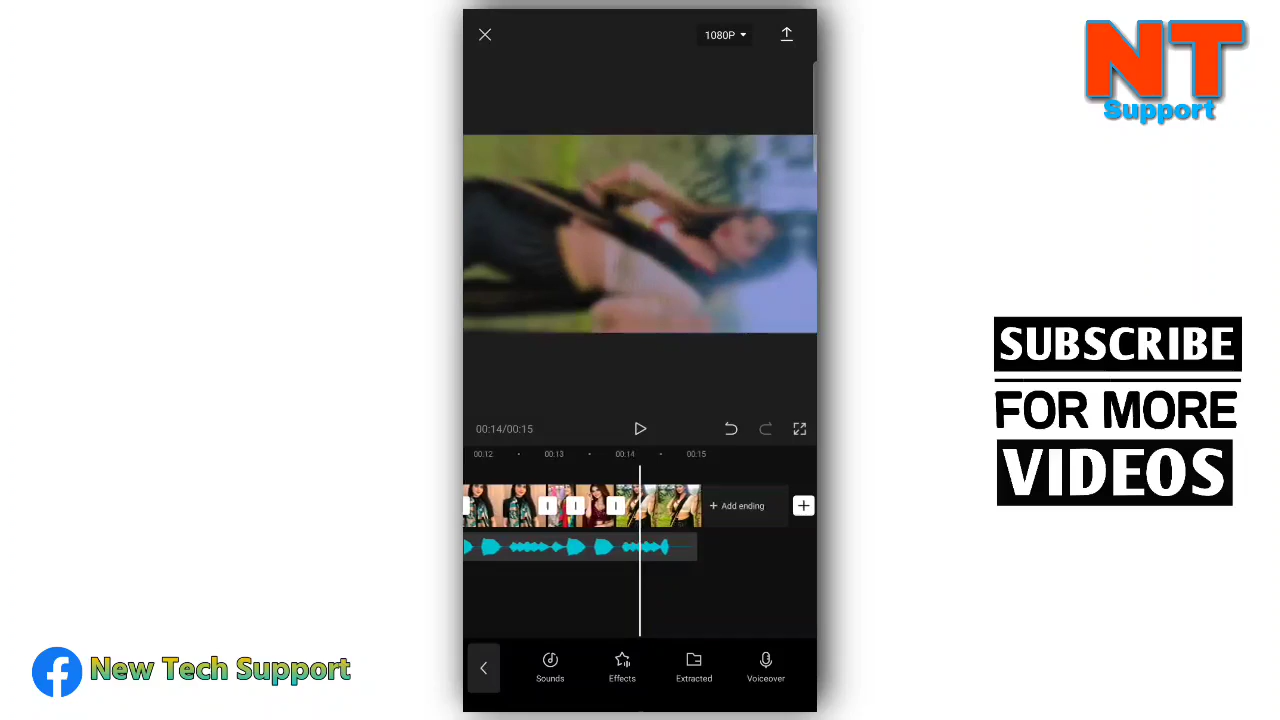 1080P
NT
Support
SUBSCRIBE
FOR MORE
VIDEOS
00:14/00:15
00:12
00:13
00:14
00:15
+ Add ending
Sounds
Effects
Extracted
Voiceover
New Tech Support